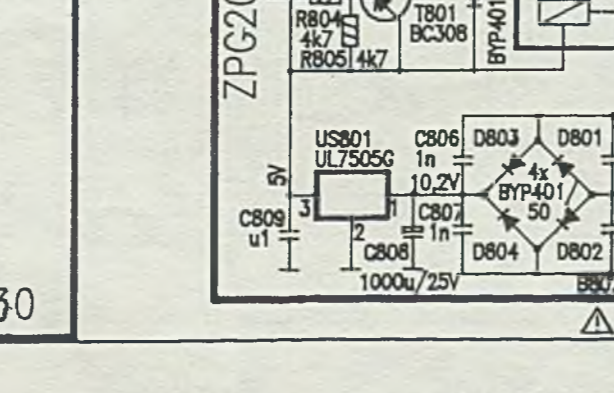 ZPG20
R804
4k7
R805 4k7
T801
BC308
BYP401
US801
UL7505G
C806
1n
D803
D801
5V
10,2V
4x
BYP401
50
3
1
2
C809
u1
C807
1n
C808
1000u/25V
D804
D802
30